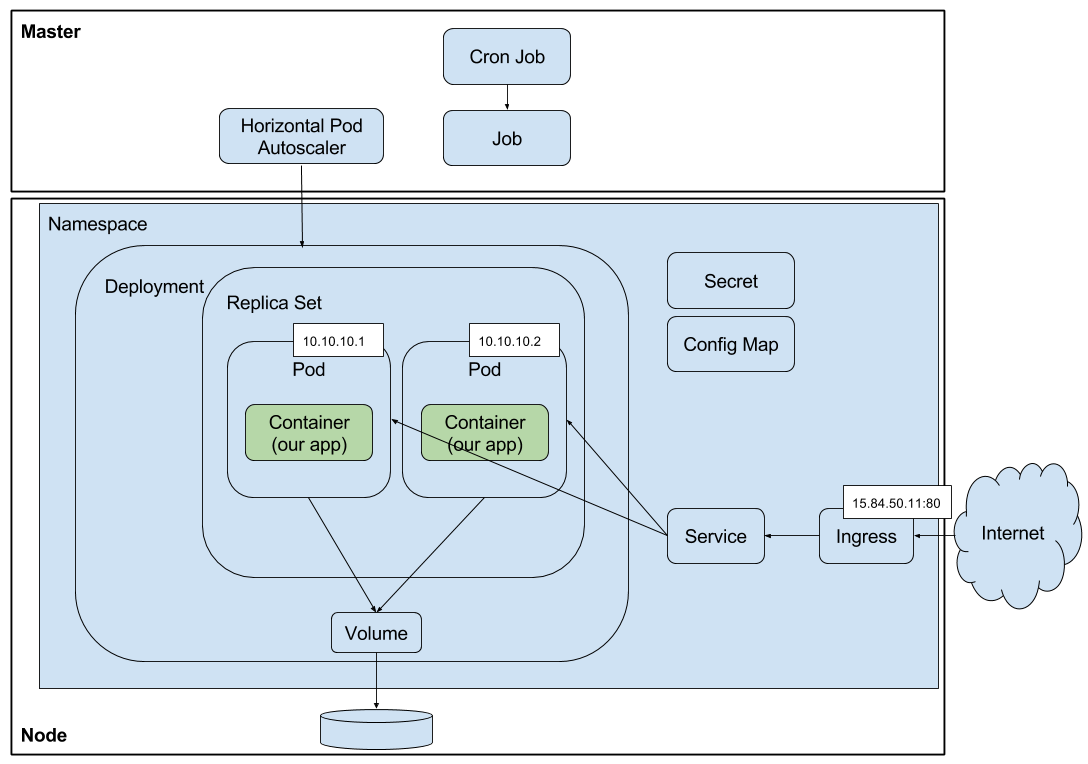 Master
Cron Job
Horizontal Pod
Autoscaler
Job
Namespace
Deployment
Replica Set
10.10.10.1
Pod
Container
(our app)
10.10.10.2
Pod
Container
(our app)
Secret
Config Map
Service
15.84.50.11:80
Ingress
Internet
Volume
Node